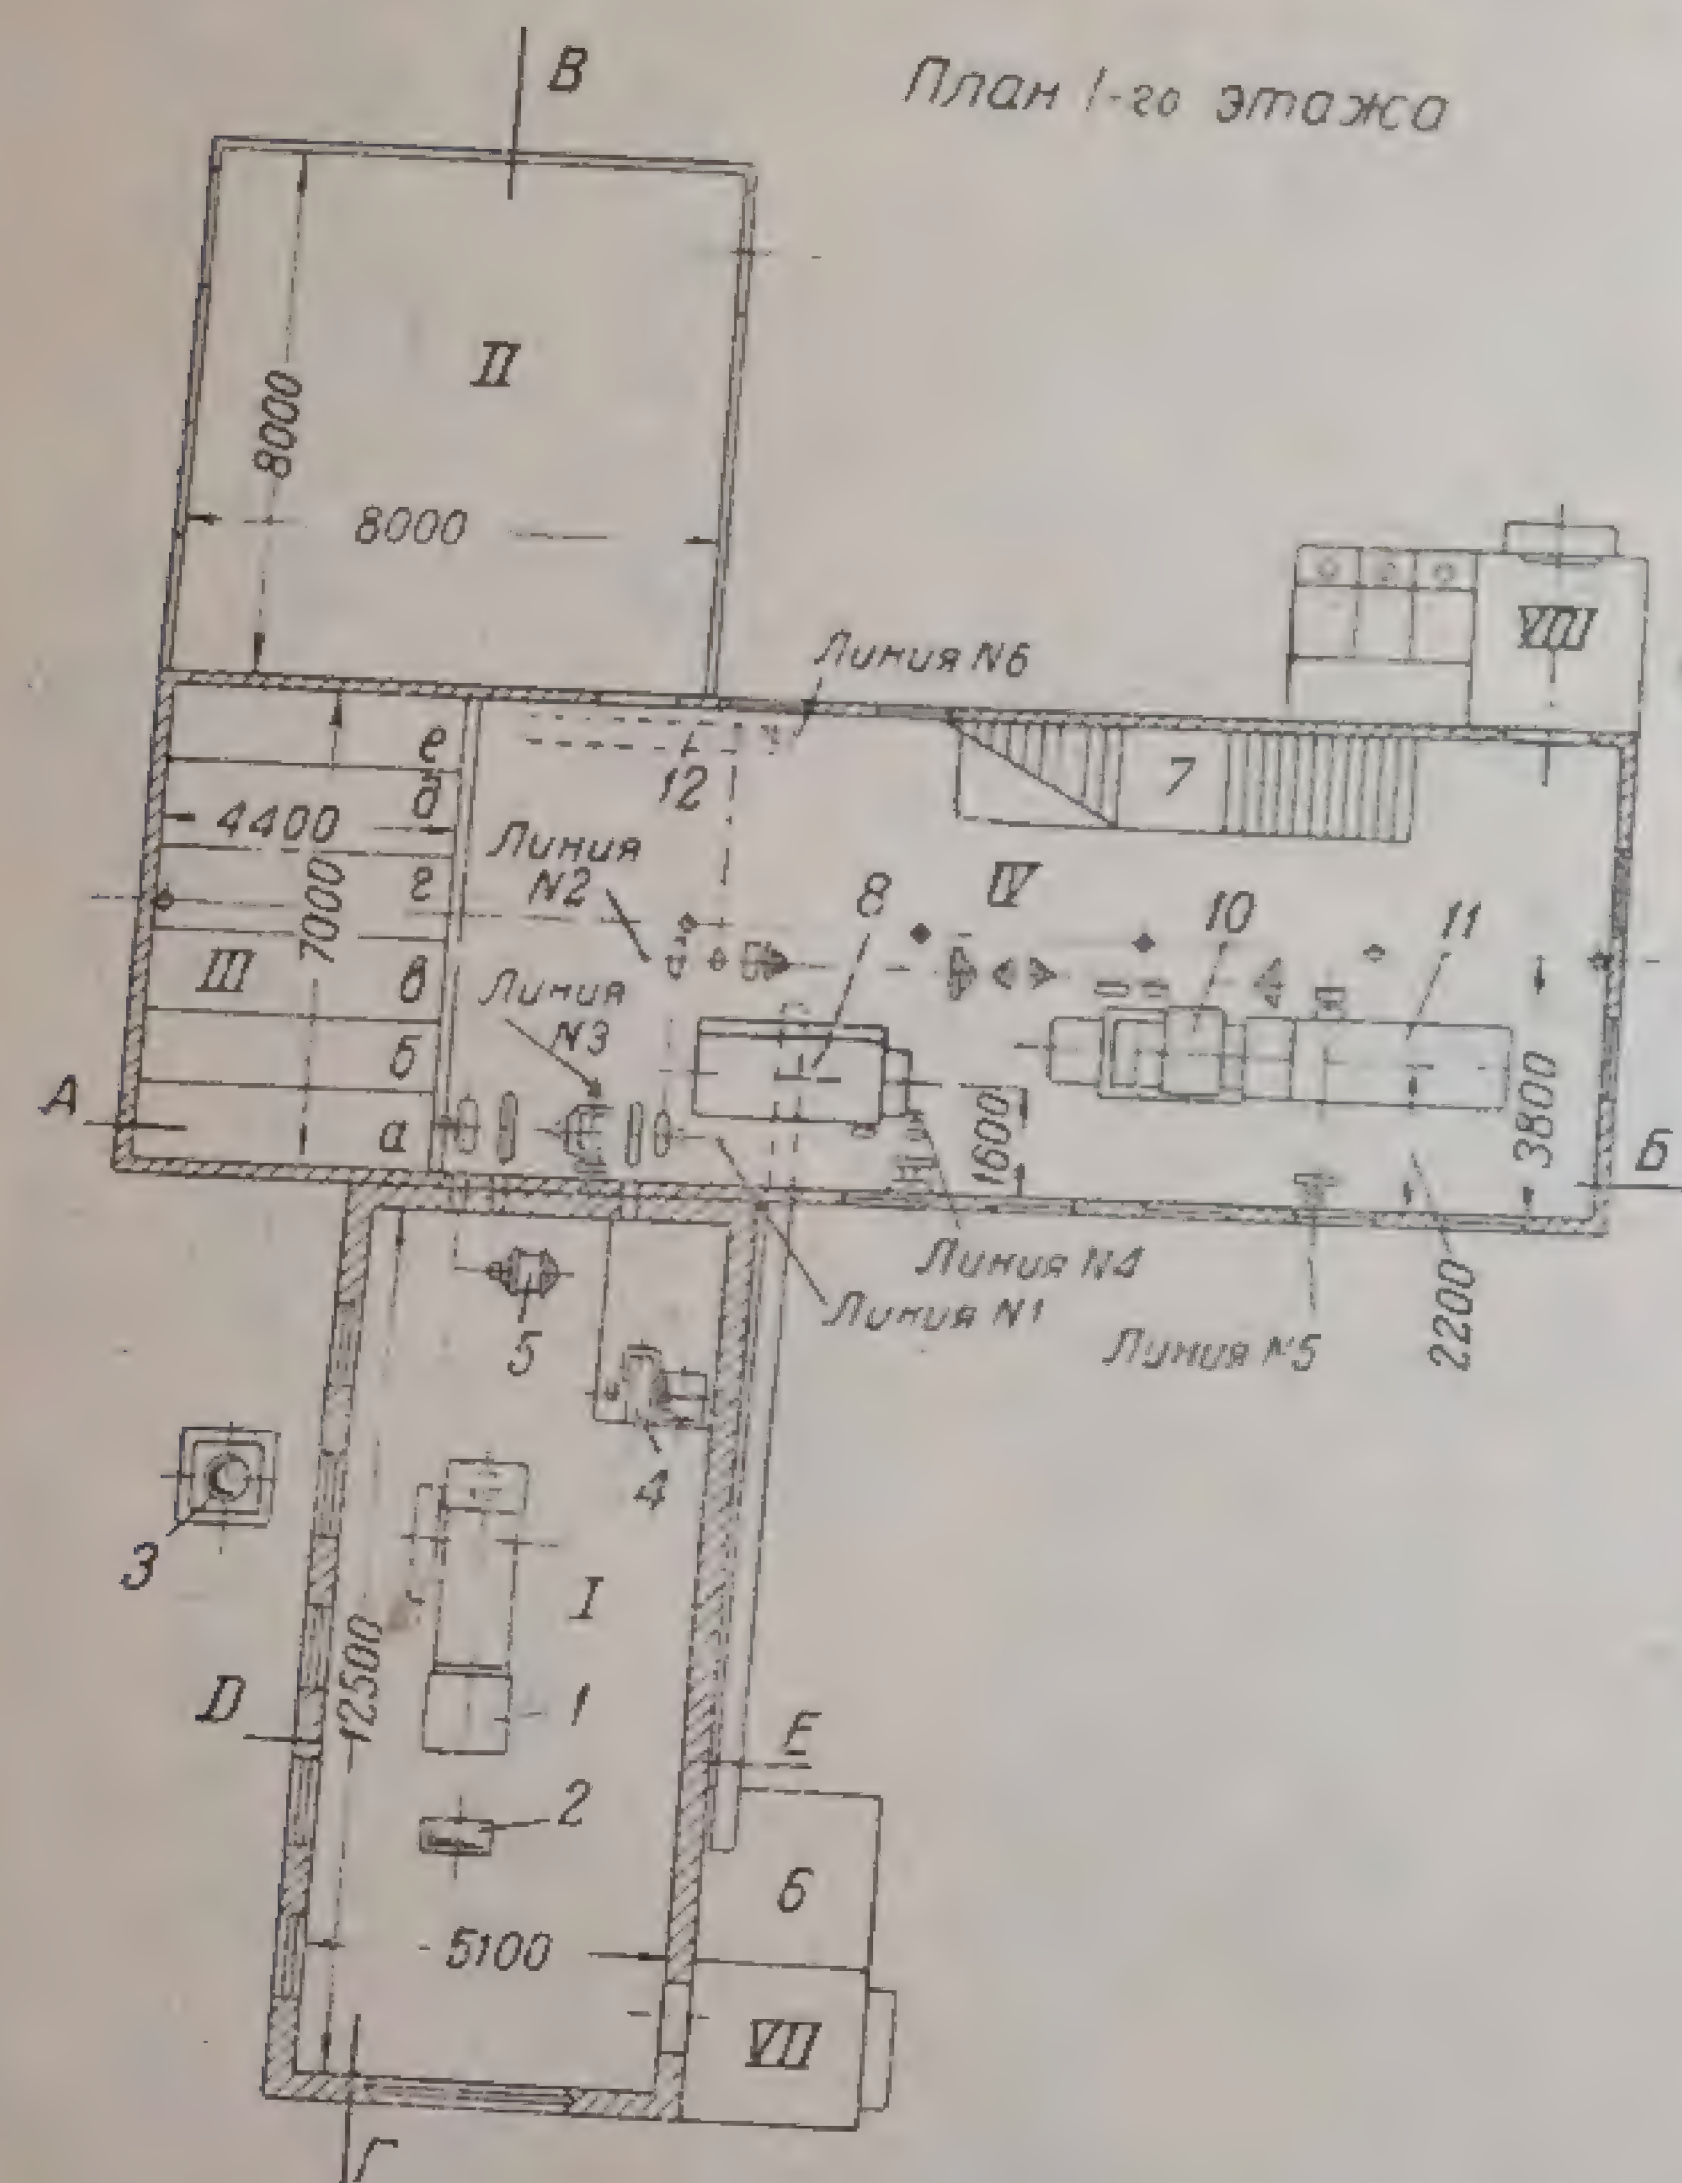 План 1-го этажа
В
II
8000
8000
VIII
Линия N6
е
12
7
д
4400
Линия
N2
г
7000
8
IV
10
11
III
в
Линия
N3
б
3800
А
а
1600
Б
Линия N4
Линия N1
5
Линия N5
2200
4
3
I
12500
D
1
E
2
6
5100
VII
Г